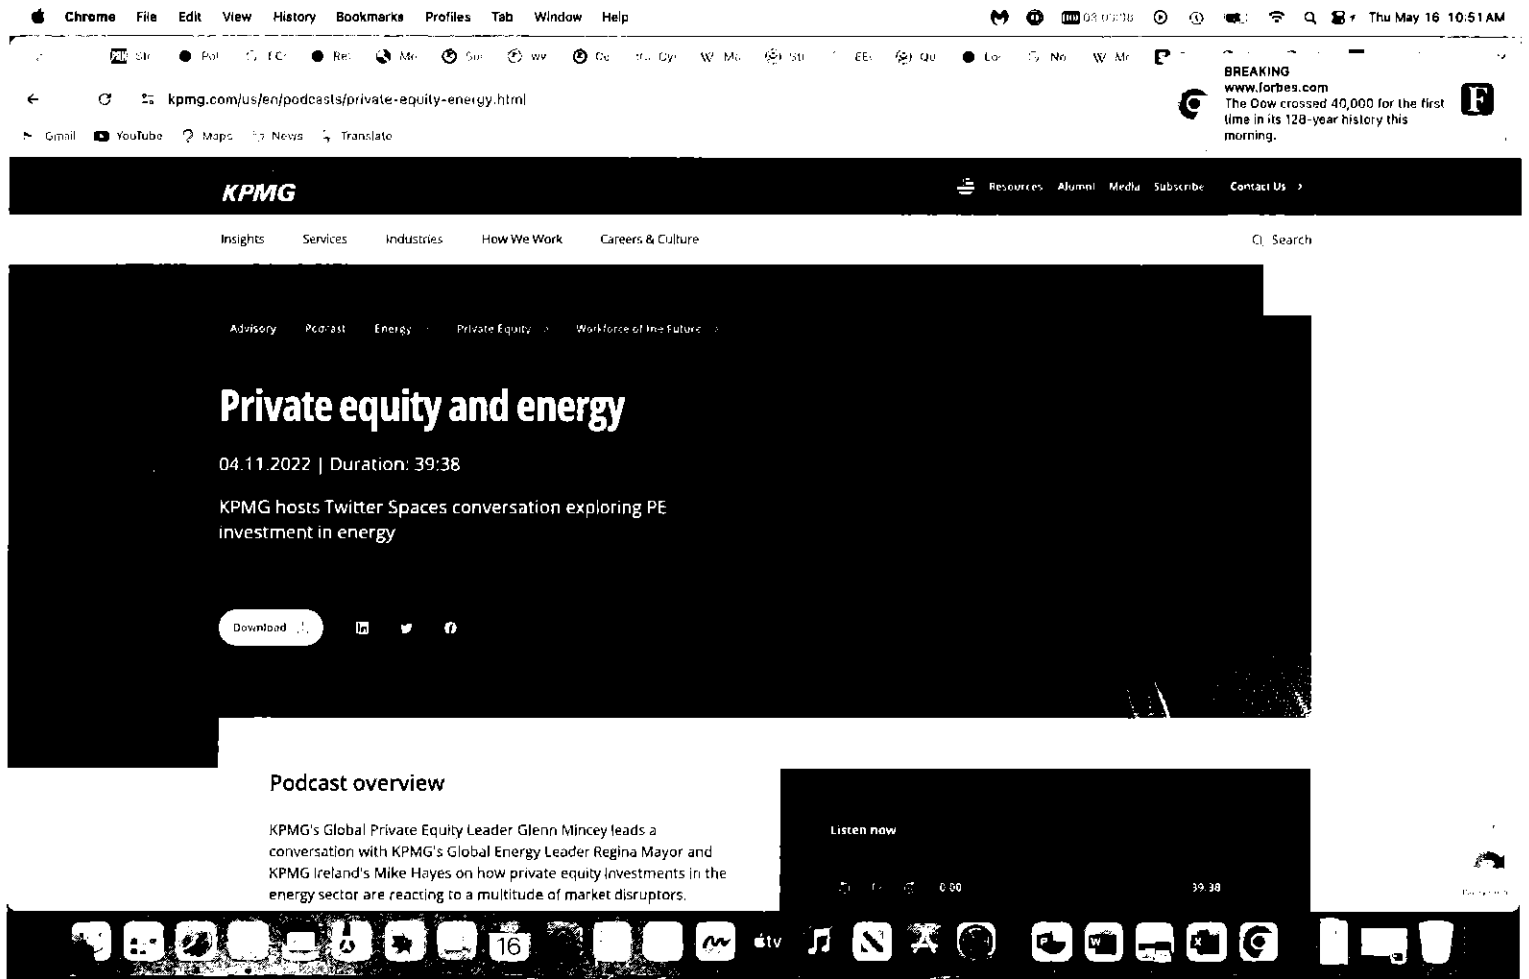 Chrome File Edit View History Bookmarks Profiles Tab Window Help Thu May 16 10:51 AM
kpmg.com/us/en/podcasts/private-equity-energy.html
BREAKING
www.forbes.com
The Dow crossed 40,000 for the first
time in its 128-year history this
morning.
F
Gmail YouTube Maps News Translate
KPMG
Resources Alumni Media Subscribe Contact Us
Insights Services Industries How We Work Careers & Culture Search
Advisory Podcast Energy Private Equity Workforce of the Future
Private equity and energy
04.11.2022 | Duration: 39:38
KPMG hosts Twitter Spaces conversation exploring PE
investment in energy
Download
Podcast overview
KPMG's Global Private Equity Leader Glenn Mincey leads a
conversation with KPMG's Global Energy Leader Regina Mayor and
KPMG Ireland's Mike Hayes on how private equity investments in the
energy sector are reacting to a multitude of market disruptors.
Listen now
0:00 39:38
16 tv P W X